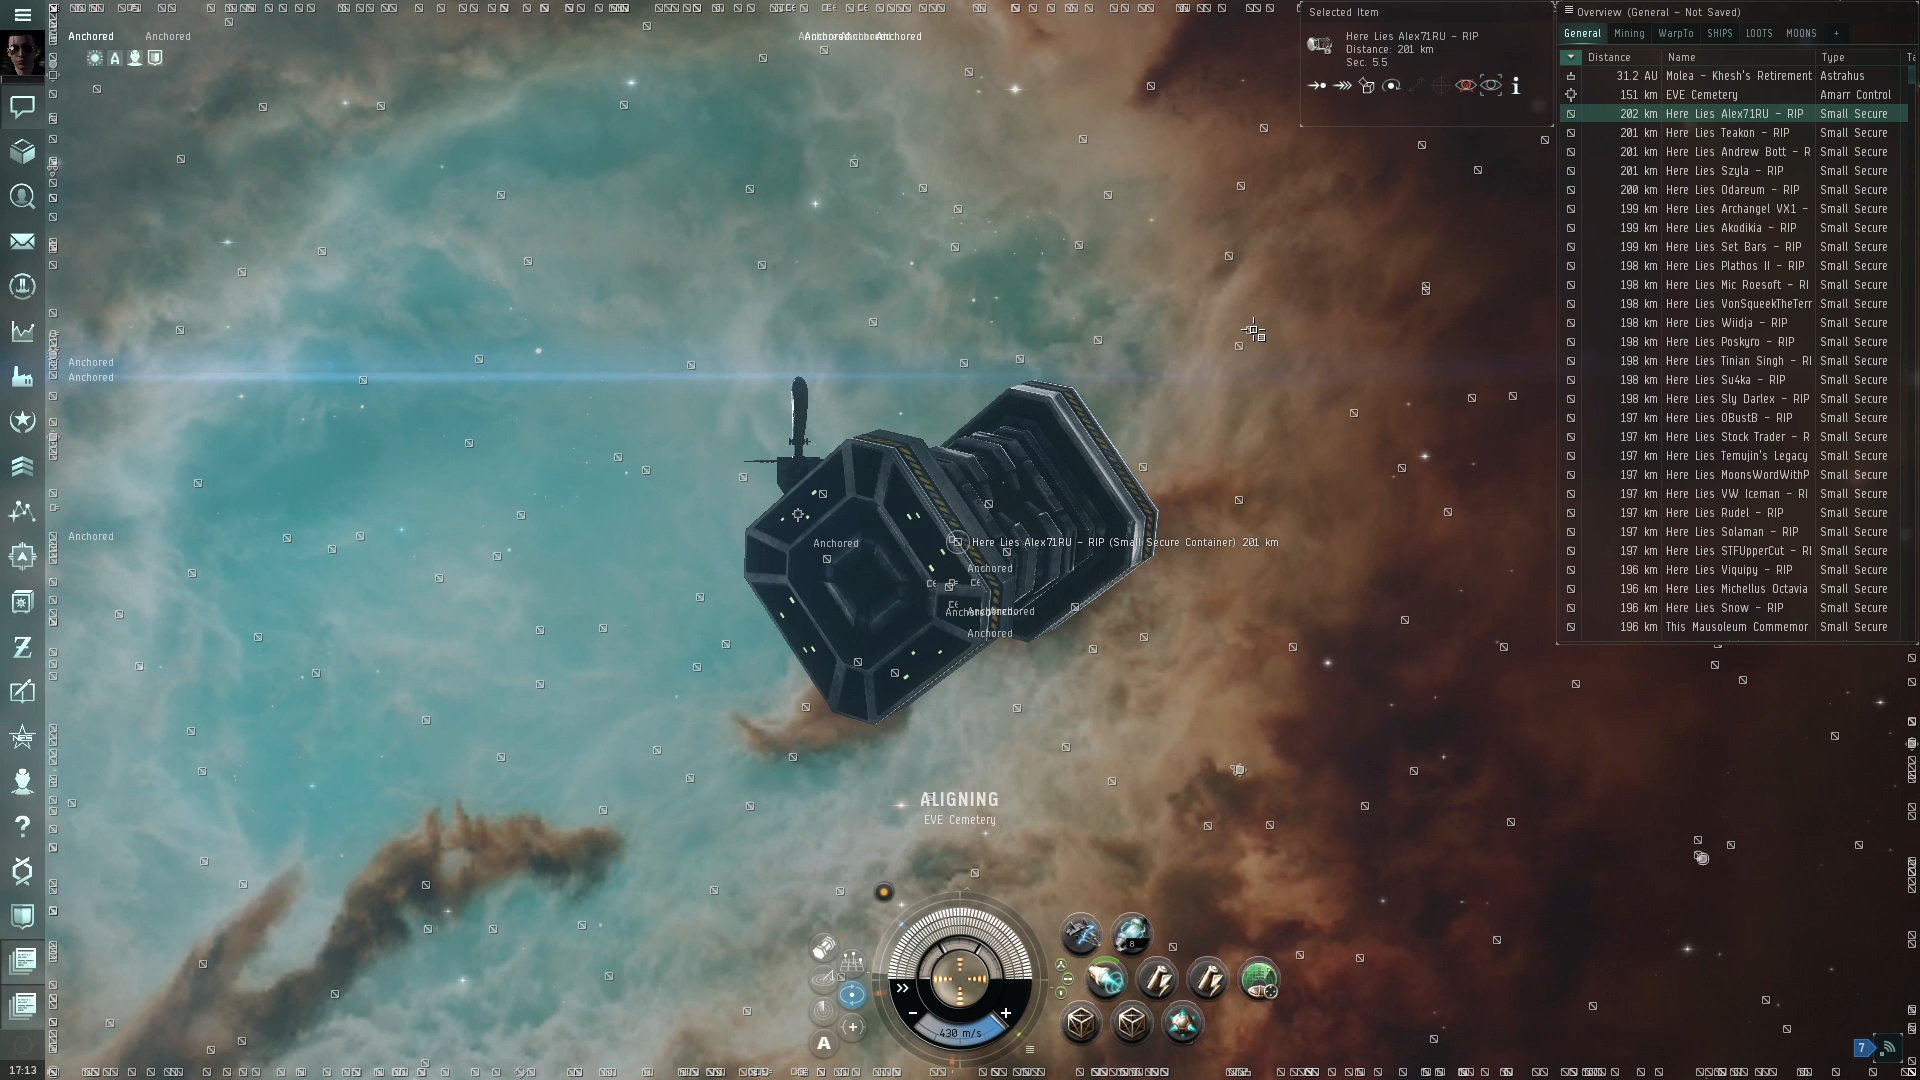 Anchored
Anchored
Anchored
Selected Item
Here Lies Alex71RU - RIP
Distance: 201 km
Sec. 5.5
Overview (General - Not Saved)
General Mining WarpTo SHIPS LOOTS MOONS +
Distance Name Type Ta
31.2 AU Molea - Khesh's Retirement Astrahus
151 km EVE Cemetery Amarr Control
202 km Here Lies Alex71RU - RIP Small Secure
201 km Here Lies Teakon - RIP Small Secure
201 km Here Lies Andrew Bott - R Small Secure
201 km Here Lies Szyla - RIP Small Secure
200 km Here Lies Odareum - RIP Small Secure
199 km Here Lies Archangel VX1 - Small Secure
199 km Here Lies Akodikia - RIP Small Secure
199 km Here Lies Set Bars - RIP Small Secure
198 km Here Lies Plathos II - RIP Small Secure
198 km Here Lies Mic Roesoft - RI Small Secure
198 km Here Lies VonSqueekTheTerr Small Secure
198 km Here Lies Wiidja - RIP Small Secure
198 km Here Lies Poskyro - RIP Small Secure
198 km Here Lies Tinian Singh - RI Small Secure
198 km Here Lies Su4ka - RIP Small Secure
198 km Here Lies Sly Darlex - RIP Small Secure
197 km Here Lies OBustB - RIP Small Secure
197 km Here Lies Stock Trader - R Small Secure
197 km Here Lies Temujin's Legacy Small Secure
197 km Here Lies MoonsWordWithP Small Secure
197 km Here Lies VW Iceman - RI Small Secure
197 km Here Lies Rudel - RIP Small Secure
197 km Here Lies Solaman - RIP Small Secure
197 km Here Lies STFUpperCut - RI Small Secure
196 km Here Lies Viquipy - RIP Small Secure
196 km Here Lies Michellus Octavia Small Secure
196 km Here Lies Snow - RIP Small Secure
196 km This Mausoleum Commemor Small Secure
Anchored
Anchored
Anchored
Anchored
Here Lies Alex71RU - RIP (Small Secure Container) 201 km
Anchored
Anchored
Anchored
ALIGNING
EVE Cemetery
8
430 m/s
A
7
17:13